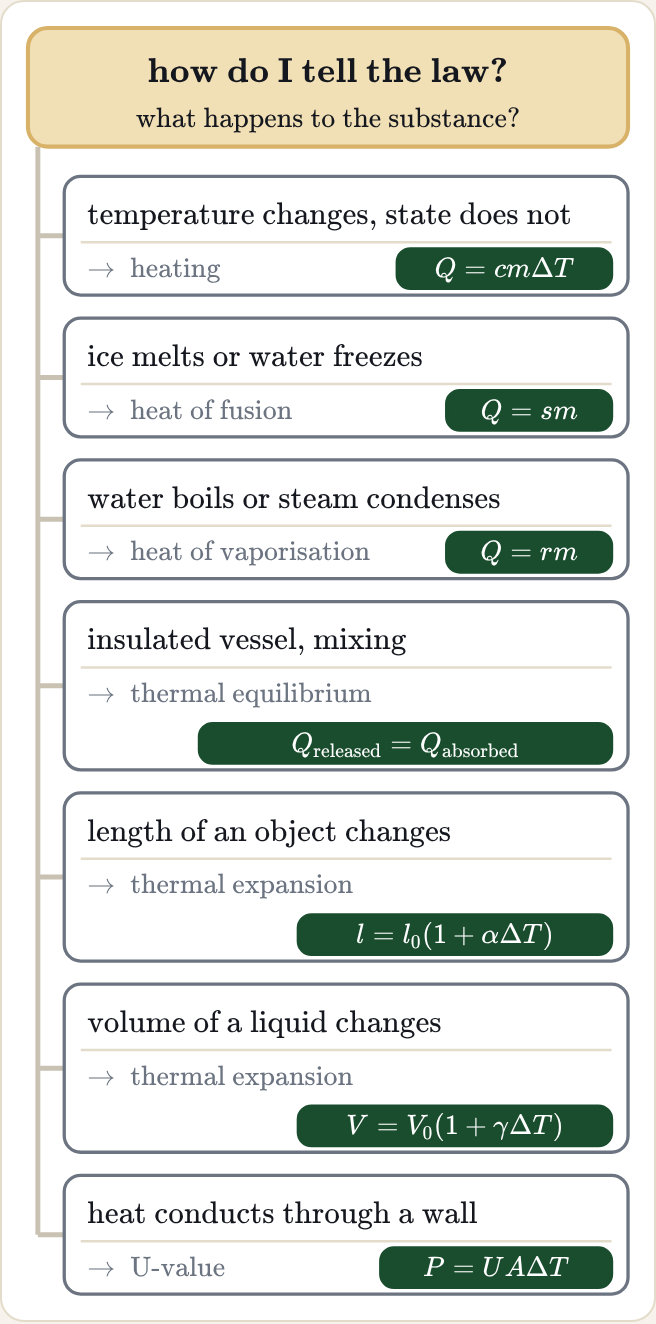 how do I tell the law?
what happens to the substance?
temperature changes, state does not
→ heating Q = cmΔT
ice melts or water freezes
→ heat of fusion Q = sm
water boils or steam condenses
→ heat of vaporisation Q = rm
insulated vessel, mixing
→ thermal equilibrium
Q_released = Q_absorbed
length of an object changes
→ thermal expansion
l = l₀(1 + αΔT)
volume of a liquid changes
→ thermal expansion
V = V₀(1 + γΔT)
heat conducts through a wall
→ U-value P = UAΔT